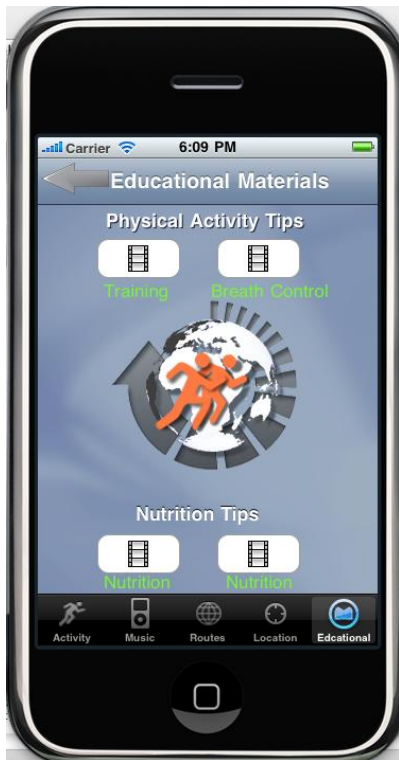 Carrier 6:09 PM
Educational Materials
Physical Activity Tips
Training Breath Control
Nutrition Tips
Nutrition Nutrition
Activity Music Routes Location Edcational